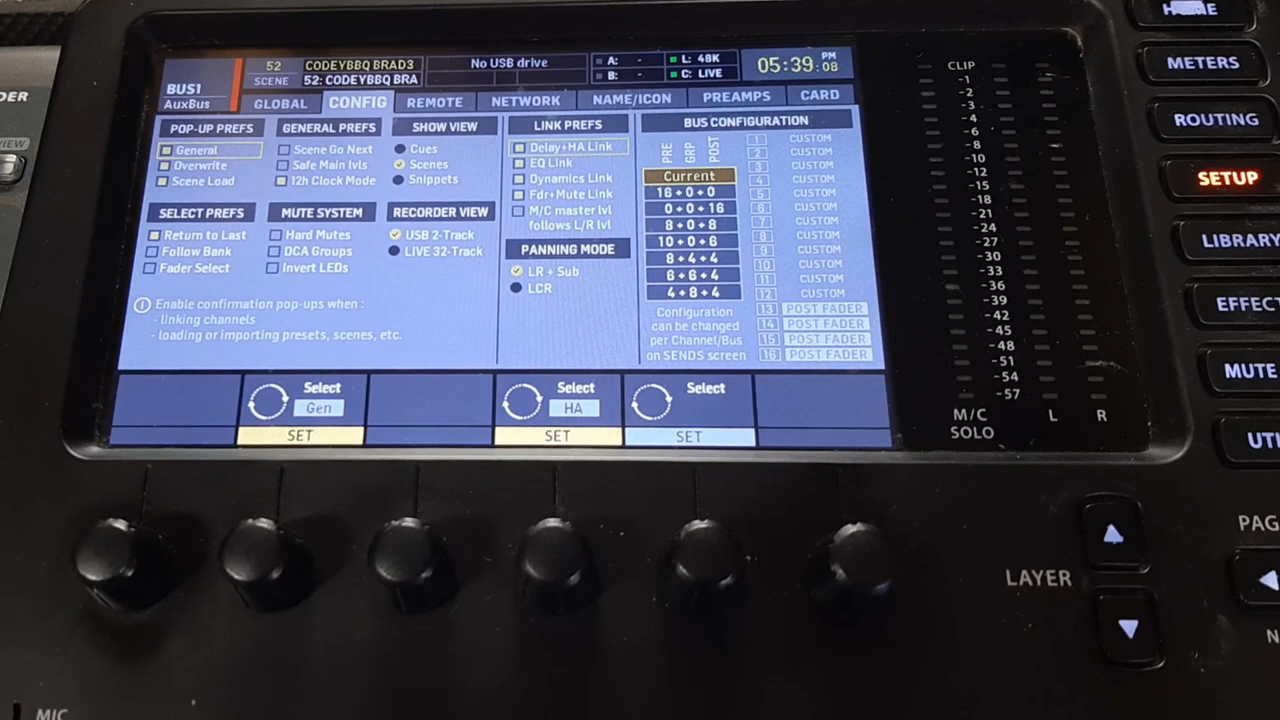 DER
VIEW
BUS1
AuxBus
52
SCENE
CODEYBBQ BRAD3
52: CODEYBBQ BRA
No USB drive
A: -
B: -
L: 48K
C: LIVE
05:39:08 PM
GLOBAL
CONFIG
REMOTE
NETWORK
NAME/ICON
PREAMPS
CARD
POP-UP PREFS
General
Overwrite
Scene Load
GENERAL PREFS
Scene Go Next
Safe Main lvls
12h Clock Mode
SHOW VIEW
Cues
Scenes
Snippets
SELECT PREFS
Return to Last
Follow Bank
Fader Select
MUTE SYSTEM
Hard Mutes
DCA Groups
Invert LEDs
RECORDER VIEW
USB 2-Track
LIVE 32-Track
Enable confirmation pop-ups when :
- linking channels
- loading or importing presets, scenes, etc.
LINK PREFS
Delay+HA Link
EQ Link
Dynamics Link
Fdr+Mute Link
M/C master lvl
follows L/R lvl
PANNING MODE
LR + Sub
LCR
BUS CONFIGURATION
PRE
GRP
POST
Current
16+0+0
0+0+16
8+0+8
10+0+6
8+4+4
6+6+4
4+8+4
Configuration
can be changed
per Channel/Bus
on SENDS screen
1 CUSTOM
2 CUSTOM
3 CUSTOM
4 CUSTOM
5 CUSTOM
6 CUSTOM
7 CUSTOM
8 CUSTOM
9 CUSTOM
10 CUSTOM
11 CUSTOM
12 CUSTOM
13 POST FADER
14 POST FADER
15 POST FADER
16 POST FADER
Select
Gen
SET
Select
HA
SET
Select
SET
CLIP
-1
-2
-3
-4
-6
-8
-10
-12
-15
-18
-21
-24
-27
-30
-33
-36
-39
-42
-45
-48
-51
-54
-57
M/C
SOLO
L
R
HOME
METERS
ROUTING
SETUP
LIBRARY
EFFECT
MUTE
UTI
LAYER
PAG
N
MIC